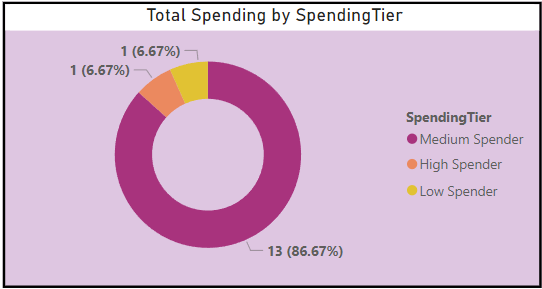 Total Spending by SpendingTier
1 (6.67%)
1 (6.67%)
13 (86.67%)
SpendingTier
Medium Spender
High Spender
Low Spender